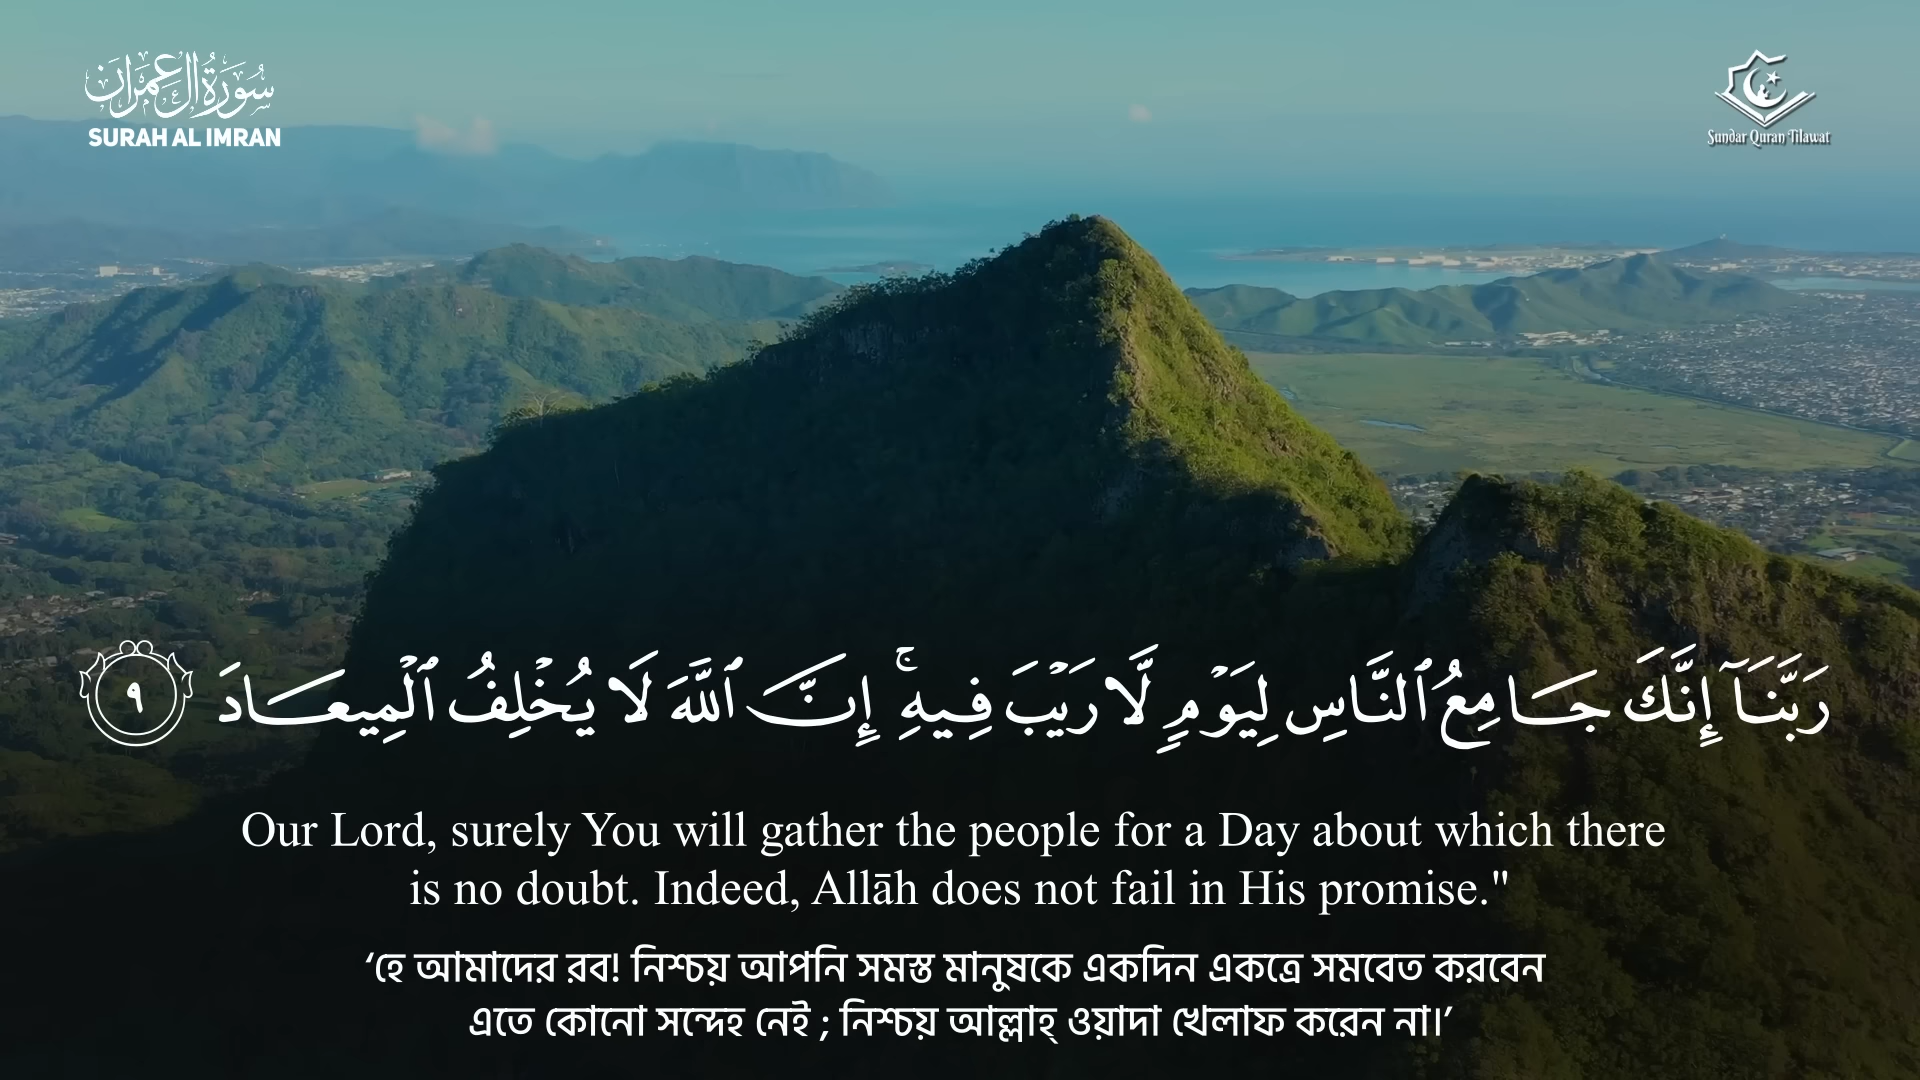 سُورَةُ آل عِمْرَان
SURAH AL IMRAN
Sundar Quran Tilawat
رَبَّنَآ إِنَّكَ جَامِعُ ٱلنَّاسِ لِيَوْمٍ لَّا رَيْبَ فِيهِ ۚ إِنَّ ٱللَّهَ لَا يُخْلِفُ ٱلْمِيعَادَ ٩
Our Lord, surely You will gather the people for a Day about which there
is no doubt. Indeed, Allāh does not fail in His promise."
‘হে আমাদের রব! নিশ্চয় আপনি সমস্ত মানুষকে একদিন একত্রে সমবেত করবেন
এতে কোনো সন্দেহ নেই ; নিশ্চয় আল্লাহ্ ওয়াদা খেলাফ করেন না।’